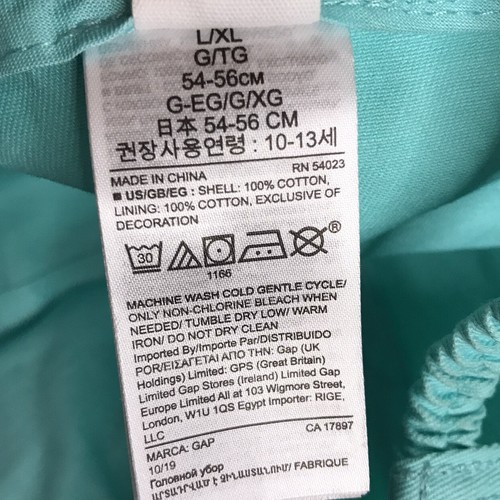 L/XL
G/TG
54-56CM
G-EG/G/XG
日本 54-56 CM
권장사용연령 : 10-13세
MADE IN CHINA RN 54023
■ US/GB/EG : SHELL: 100% COTTON,
LINING: 100% COTTON, EXCLUSIVE OF
DECORATION
30
®
1166
MACHINE WASH COLD GENTLE CYCLE/
ONLY NON-CHLORINE BLEACH WHEN
NEEDED/ TUMBLE DRY LOW/ WARM
IRON/ DO NOT DRY CLEAN
Imported By/Importe Par/DISTRIBUIDO
POR/ΕΙΣΑΓΕΤΑΙ ΑΠΟ ΤΗΝ: Gap (UK
Holdings) Limited: GPS (Great Britain)
Limited Gap Stores (Ireland) Limited Gap
Europe Limited All at 103 Wigmore Street,
London, W1U 1QS Egypt Importer: RIGE,
LLC
MARCA: GAP CA 17897
10/19
Головной убор
ԱՐՏԱԴՐՎԱԾ Է ՉԻՆԱՍՏԱՆՈՒՄ/ FABRIQUE